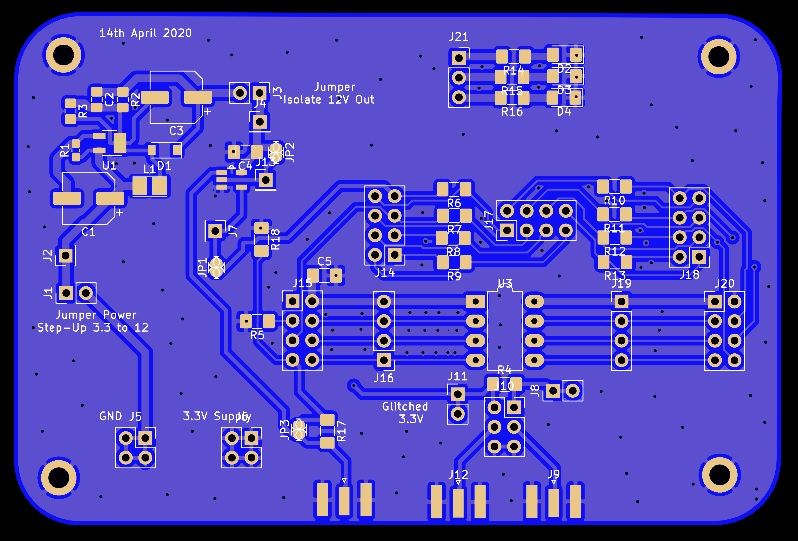 14th April 2020
J21
Jumper
Isolate 12V Out
J3
J4
R3
C2
R2
C3
+
R14
D2
R15
D3
R16
D4
R1
U1
L1
D1
C4
J13
JP2
C1
+
R6
R7
R8
R9
J17
R10
R11
R12
R13
J18
J14
J7
R18
JP1
C5
J2
J1
J15
U3
J19
J20
Jumper Power
Step-Up 3.3 to 12
R5
J16
R4
J10
J11
J8
Glitched
3.3V
GND J5
3.3V Supply
JP3
R17
J12
J9